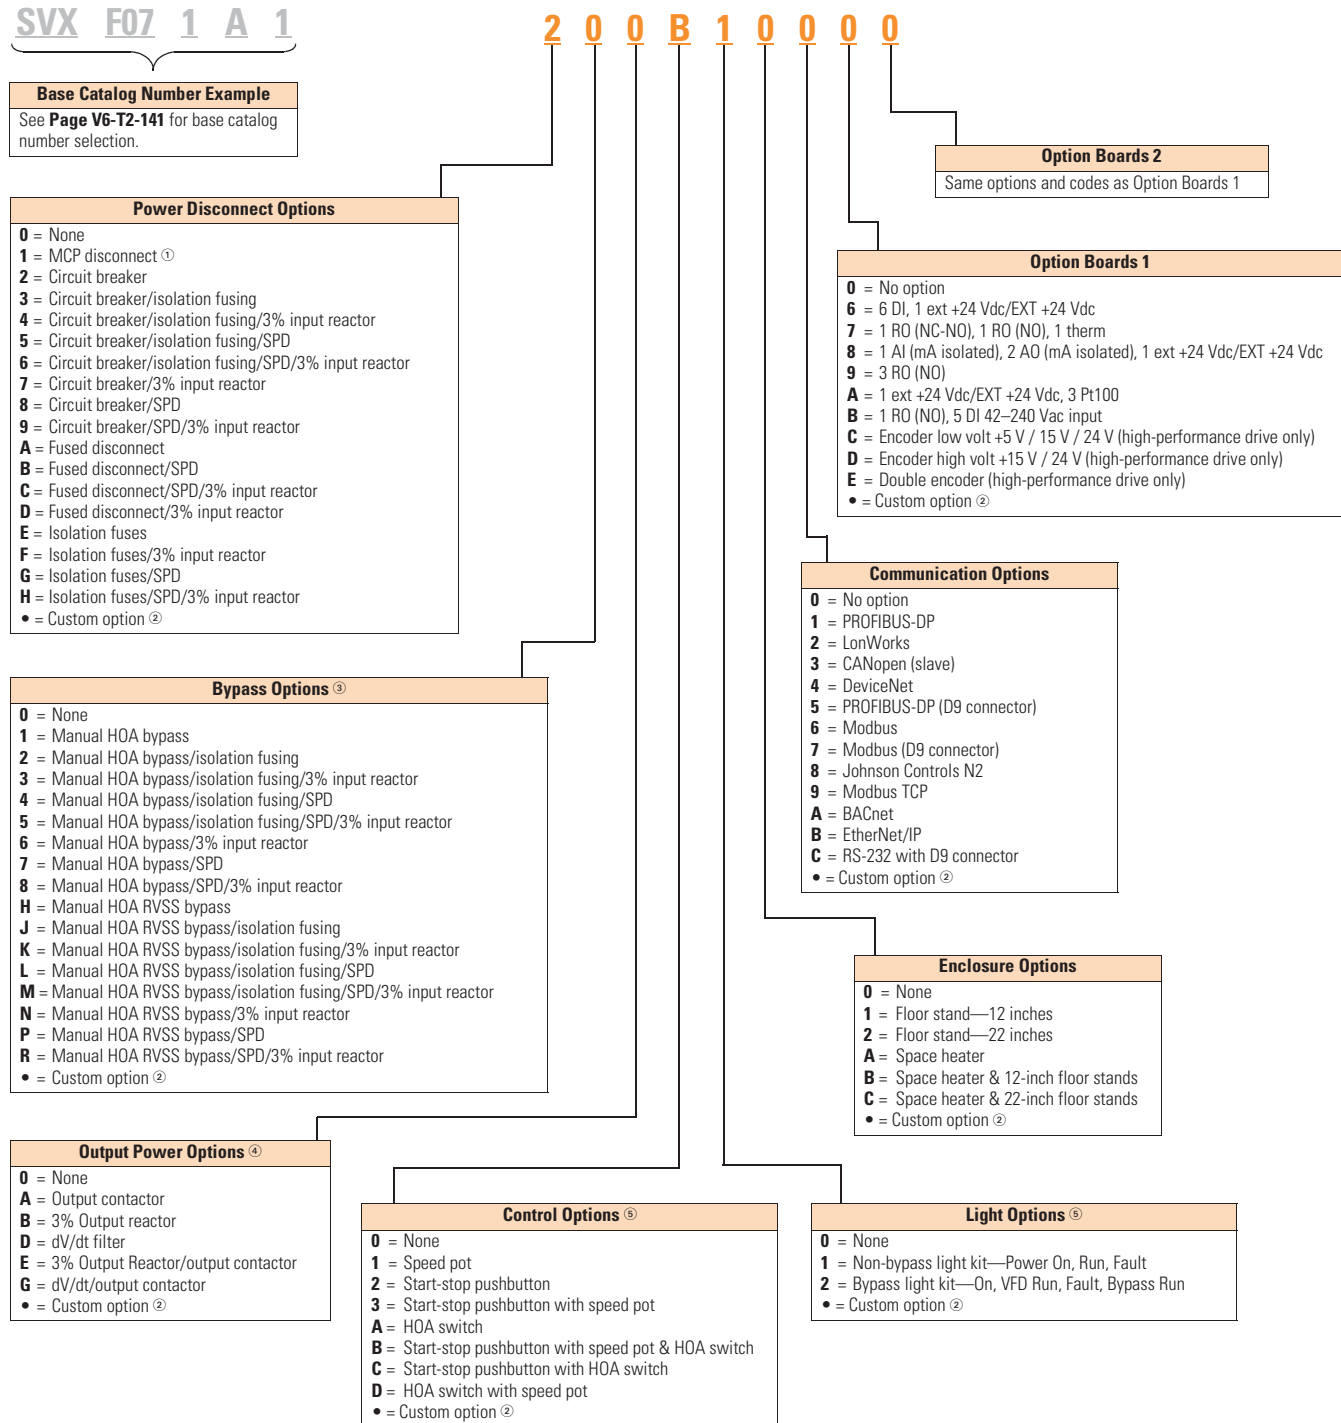 SVX F07 1 A 1
2 0 0 B 1 0 0 0 0
Base Catalog Number Example
See Page V6-T2-141 for base catalog
number selection.
Power Disconnect Options
0 = None
1 = MCP disconnect ①
2 = Circuit breaker
3 = Circuit breaker/isolation fusing
4 = Circuit breaker/isolation fusing/3% input reactor
5 = Circuit breaker/isolation fusing/SPD
6 = Circuit breaker/isolation fusing/SPD/3% input reactor
7 = Circuit breaker/3% input reactor
8 = Circuit breaker/SPD
9 = Circuit breaker/SPD/3% input reactor
A = Fused disconnect
B = Fused disconnect/SPD
C = Fused disconnect/SPD/3% input reactor
D = Fused disconnect/3% input reactor
E = Isolation fuses
F = Isolation fuses/3% input reactor
G = Isolation fuses/SPD
H = Isolation fuses/SPD/3% input reactor
• = Custom option ②
Bypass Options ③
0 = None
1 = Manual HOA bypass
2 = Manual HOA bypass/isolation fusing
3 = Manual HOA bypass/isolation fusing/3% input reactor
4 = Manual HOA bypass/isolation fusing/SPD
5 = Manual HOA bypass/isolation fusing/SPD/3% input reactor
6 = Manual HOA bypass/3% input reactor
7 = Manual HOA bypass/SPD
8 = Manual HOA bypass/SPD/3% input reactor
H = Manual HOA RVSS bypass
J = Manual HOA RVSS bypass/isolation fusing
K = Manual HOA RVSS bypass/isolation fusing/3% input reactor
L = Manual HOA RVSS bypass/isolation fusing/SPD
M = Manual HOA RVSS bypass/isolation fusing/SPD/3% input reactor
N = Manual HOA RVSS bypass/3% input reactor
P = Manual HOA RVSS bypass/SPD
R = Manual HOA RVSS bypass/SPD/3% input reactor
• = Custom option ②
Output Power Options ④
0 = None
A = Output contactor
B = 3% Output reactor
D = dV/dt filter
E = 3% Output Reactor/output contactor
G = dV/dt/output contactor
• = Custom option ②
Control Options ⑤
0 = None
1 = Speed pot
2 = Start-stop pushbutton
3 = Start-stop pushbutton with speed pot
A = HOA switch
B = Start-stop pushbutton with speed pot & HOA switch
C = Start-stop pushbutton with HOA switch
D = HOA switch with speed pot
• = Custom option ②
Light Options ⑤
0 = None
1 = Non-bypass light kit—Power On, Run, Fault
2 = Bypass light kit—On, VFD Run, Fault, Bypass Run
• = Custom option ②
Enclosure Options
0 = None
1 = Floor stand—12 inches
2 = Floor stand—22 inches
A = Space heater
B = Space heater & 12-inch floor stands
C = Space heater & 22-inch floor stands
• = Custom option ②
Communication Options
0 = No option
1 = PROFIBUS-DP
2 = LonWorks
3 = CANopen (slave)
4 = DeviceNet
5 = PROFIBUS-DP (D9 connector)
6 = Modbus
7 = Modbus (D9 connector)
8 = Johnson Controls N2
9 = Modbus TCP
A = BACnet
B = EtherNet/IP
C = RS-232 with D9 connector
• = Custom option ②
Option Boards 1
0 = No option
6 = 6 DI, 1 ext +24 Vdc/EXT +24 Vdc
7 = 1 RO (NC-NO), 1 RO (NO), 1 therm
8 = 1 AI (mA isolated), 2 AO (mA isolated), 1 ext +24 Vdc/EXT +24 Vdc
9 = 3 RO (NO)
A = 1 ext +24 Vdc/EXT +24 Vdc, 3 Pt100
B = 1 RO (NO), 5 DI 42–240 Vac input
C = Encoder low volt +5 V / 15 V / 24 V (high-performance drive only)
D = Encoder high volt +15 V / 24 V (high-performance drive only)
E = Double encoder (high-performance drive only)
• = Custom option ②
Option Boards 2
Same options and codes as Option Boards 1